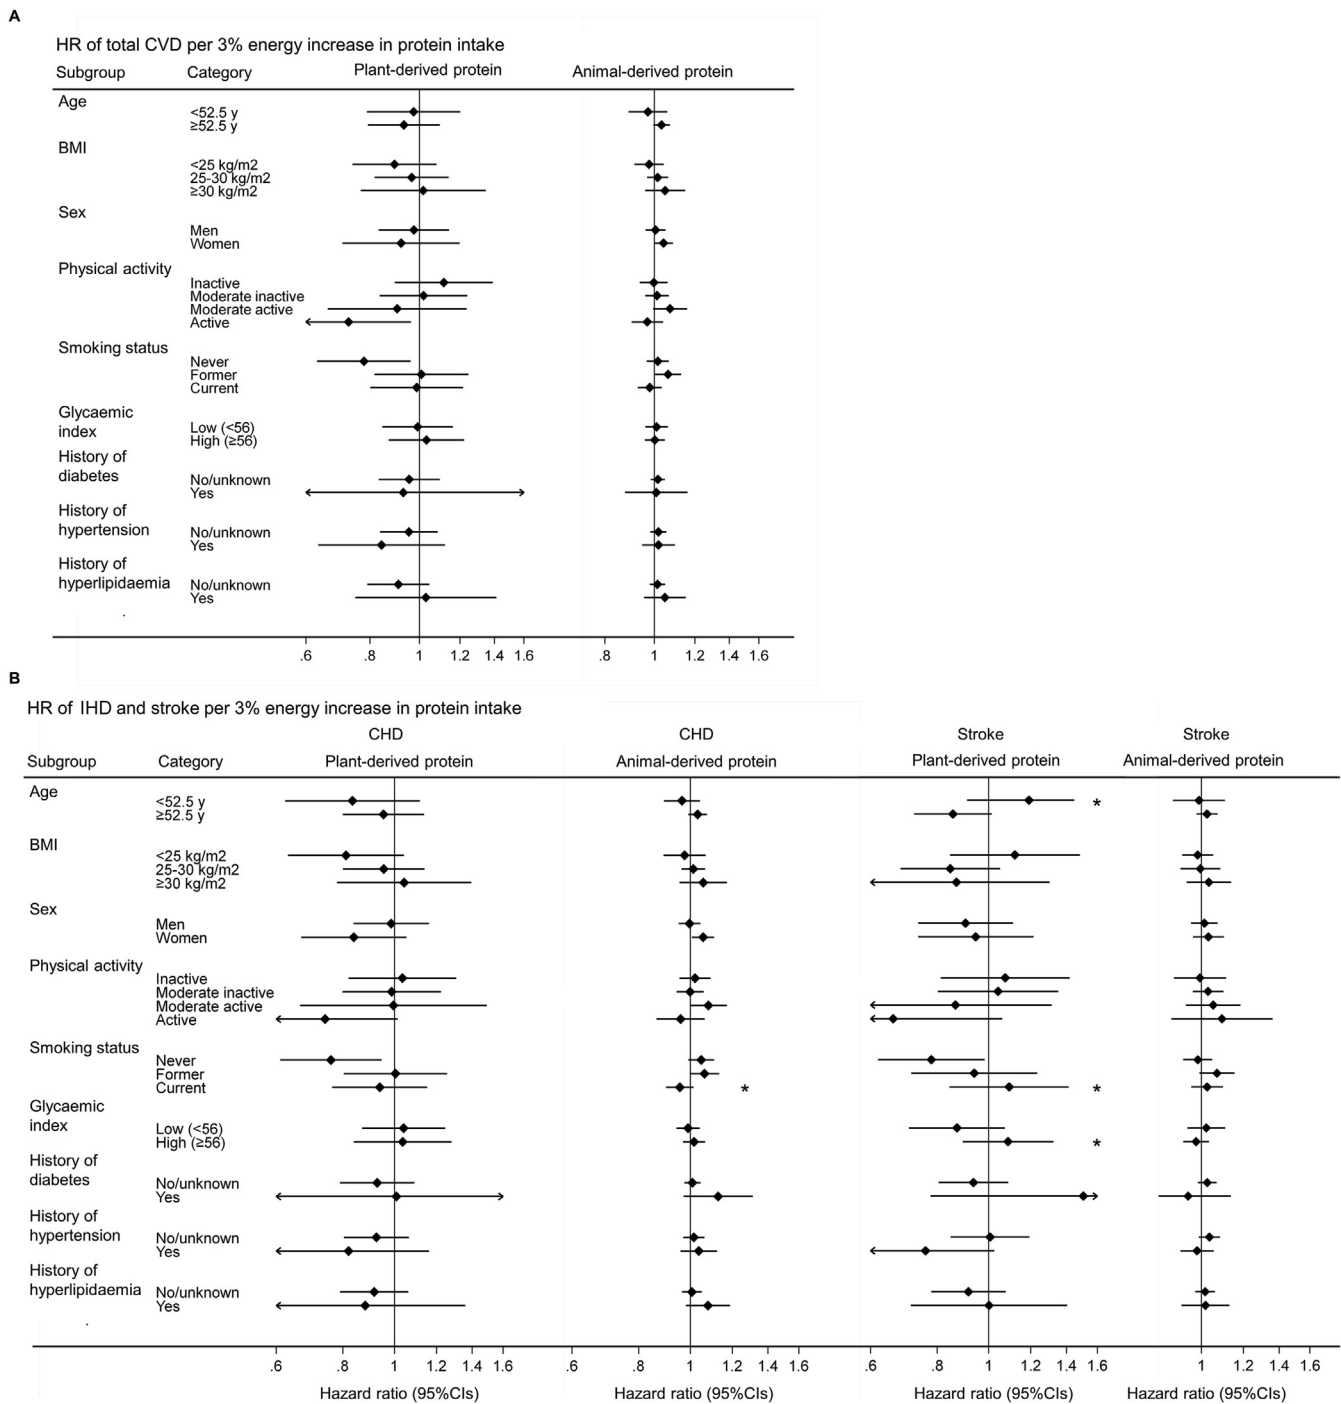 A
HR of total CVD per 3% energy increase in protein intake
Subgroup Category Plant-derived protein Animal-derived protein
Age
<52.5 y
≥52.5 y
BMI
<25 kg/m2
25-30 kg/m2
≥30 kg/m2
Sex
Men
Women
Physical activity
Inactive
Moderate inactive
Moderate active
Active
Smoking status
Never
Former
Current
Glycaemic
index
Low (<56)
High (≥56)
History of
diabetes
No/unknown
Yes
History of
hypertension
No/unknown
Yes
History of
hyperlipidaemia
No/unknown
Yes
.6 .8 1 1.2 1.4 1.6 .8 1 1.2 1.4 1.6
B
HR of IHD and stroke per 3% energy increase in protein intake
CHD CHD Stroke Stroke
Subgroup Category Plant-derived protein Animal-derived protein Plant-derived protein Animal-derived protein
Age
<52.5 y *
≥52.5 y
BMI
<25 kg/m2
25-30 kg/m2
≥30 kg/m2
Sex
Men
Women
Physical activity
Inactive
Moderate inactive
Moderate active
Active
Smoking status
Never
Former
Current * *
Glycaemic
index
Low (<56)
High (≥56) *
History of
diabetes
No/unknown
Yes
History of
hypertension
No/unknown
Yes
History of
hyperlipidaemia
No/unknown
Yes
.6 .8 1 1.2 1.4 1.6 .6 .8 1 1.2 1.4 1.6 .6 .8 1 1.2 1.4 1.6 1 1.2 1.4 1.6
Hazard ratio (95%CIs) Hazard ratio (95%CIs) Hazard ratio (95%CIs) Hazard ratio (95%CIs)